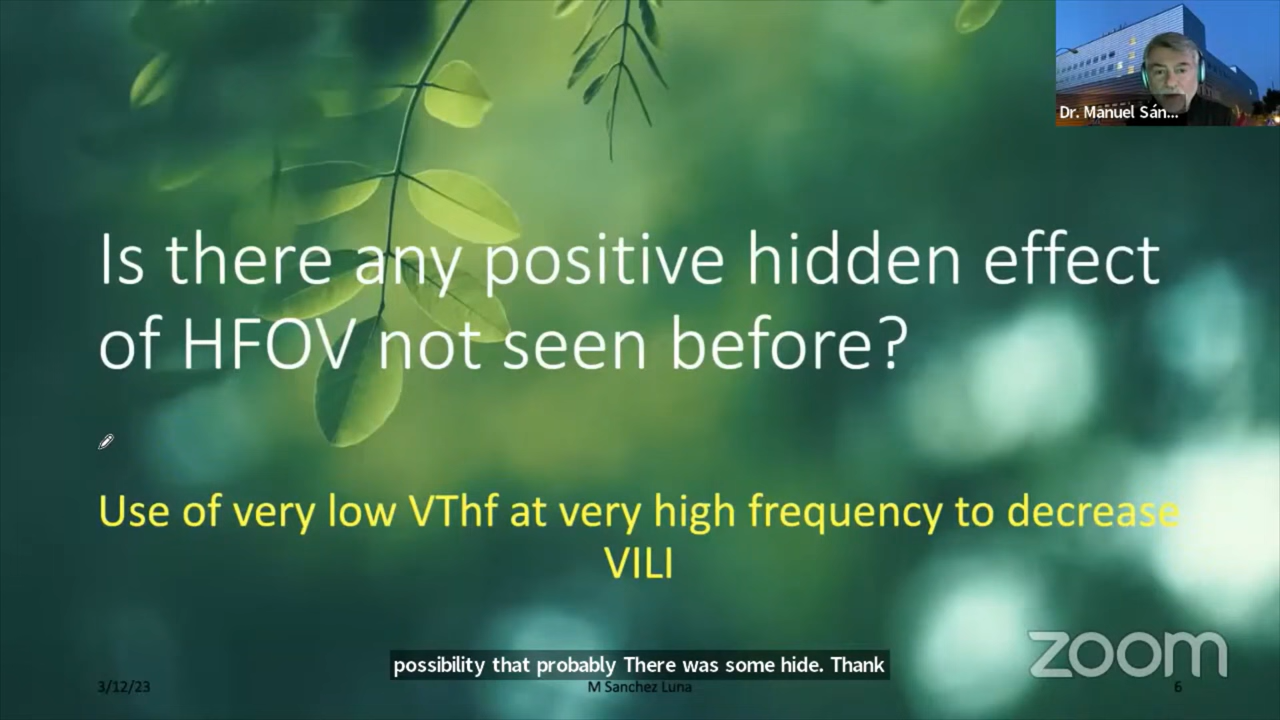 Dr. Manuel Sán...
Is there any positive hidden effect
of HFOV not seen before?
Use of very low VThf at very high frequency to decrease
VILI
possibility that probably There was some hide. Thank
zoom
3/12/23
M Sanchez Luna
6